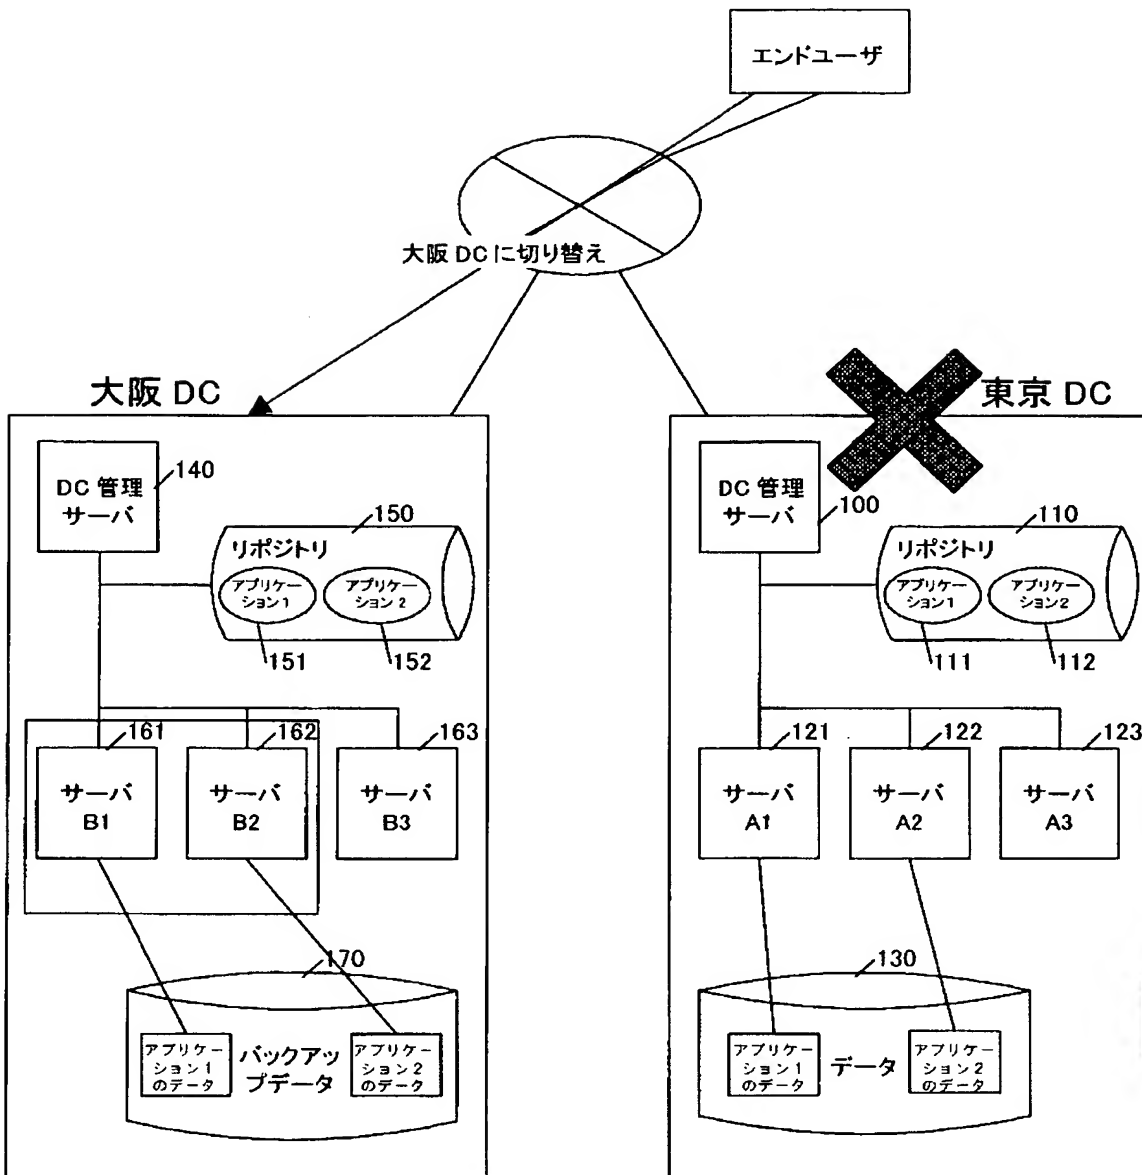 エンドユーザ
大阪 DC に切り替え
大阪 DC
DC 管理
サーバ
140
150
リポジトリ
アプリケー
ション1
アプリケー
ション2
151
152
161
162
163
サーバ
B1
サーバ
B2
サーバ
B3
170
アプリケー
ション1
のデータ
バックアッ
プデータ
アプリケー
ション2
のデータ
東京 DC
DC 管理
サーバ
100
110
リポジトリ
アプリケー
ション1
アプリケー
ション2
111
112
121
122
123
サーバ
A1
サーバ
A2
サーバ
A3
130
アプリケー
ション1
のデータ
データ
アプリケー
ション2
のデータ